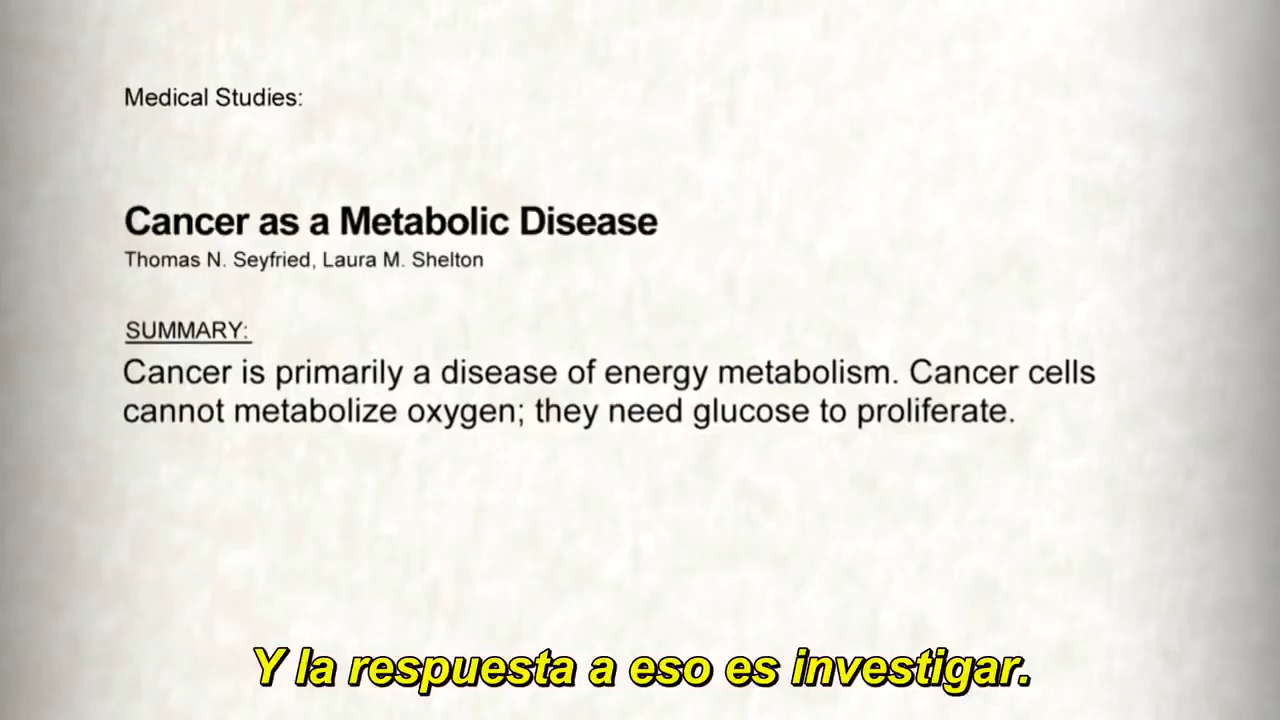 Medical Studies:
Cancer as a Metabolic Disease
Thomas N. Seyfried, Laura M. Shelton
SUMMARY:
Cancer is primarily a disease of energy metabolism. Cancer cells
cannot metabolize oxygen; they need glucose to proliferate.
Y la respuesta a eso es investigar.